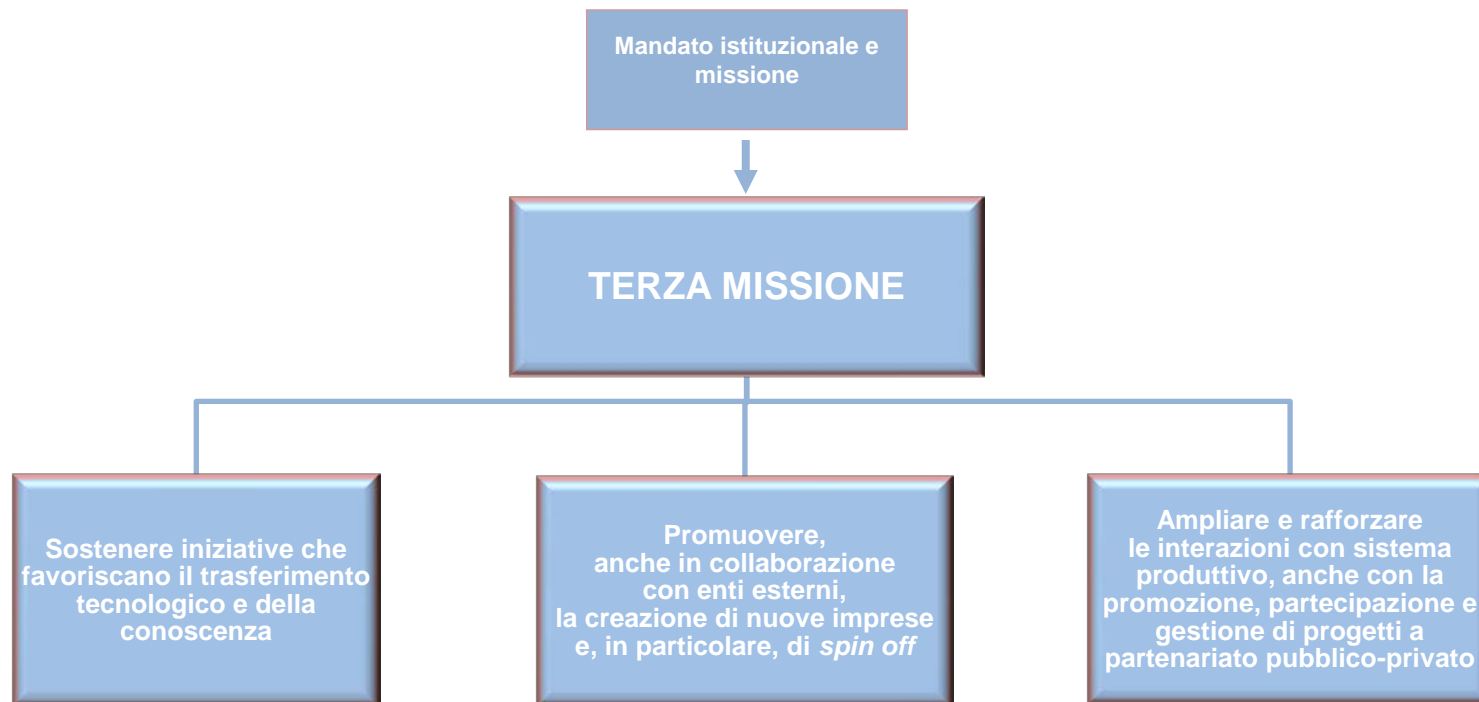 Mandato istituzionale e
missione
TERZA MISSIONE
Sostenere iniziative che
favoriscano il trasferimento
tecnologico e della
conoscenza
Promuovere,
anche in collaborazione
con enti esterni,
la creazione di nuove imprese
e, in particolare, di spin off
Ampliare e rafforzare
le interazioni con sistema
produttivo, anche con la
promozione, partecipazione e
gestione di progetti a
partenariato pubblico-privato